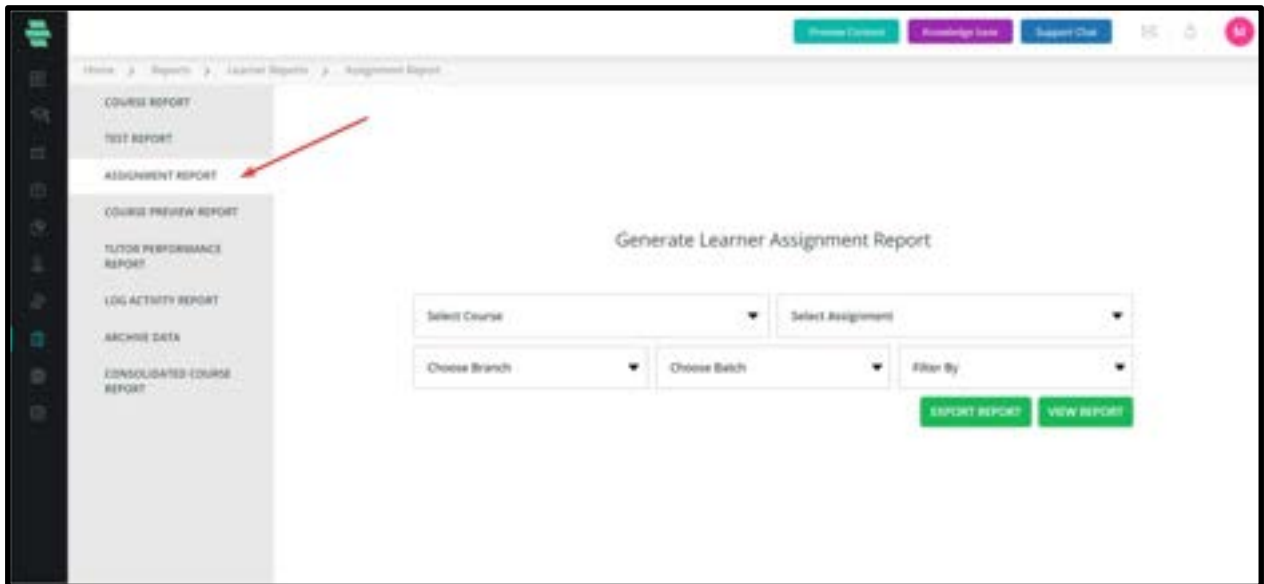 Knowledge base
Support Chat
Home > Reports > Learner Reports > Assignment Report
COURSE REPORT
TEST REPORT
ASSIGNMENT REPORT
COURSE PREVIEW REPORT
TUTOR PERFORMANCE
REPORT
LOG ACTIVITY REPORT
ARCHIVE DATA
CONSOLIDATED COURSE
REPORT
Generate Learner Assignment Report
Select Course
Select Assignment
Choose Branch
Choose Batch
Filter By
EXPORT REPORT
VIEW REPORT